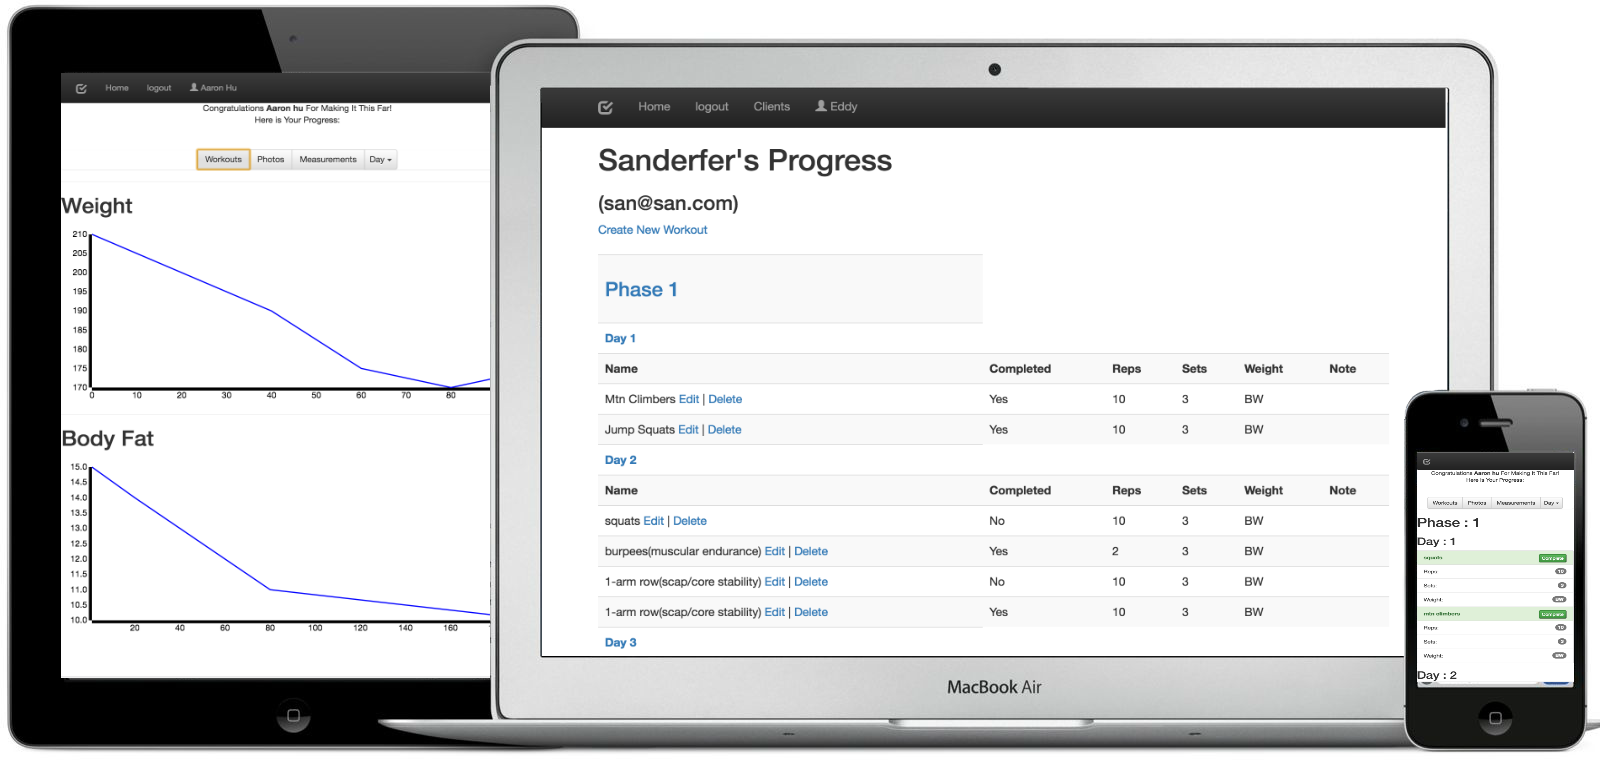 Home logout Aaron Hu
Congratulations Aaron hu For Making It This Far!
Here is Your Progress:
Workouts Photos Measurements Day
Weight
210
205
200
195
190
185
180
175
170
0 10 20 30 40 50 60 70 80
Body Fat
15.0
14.5
14.0
13.5
13.0
12.5
12.0
11.5
11.0
10.5
10.0
20 40 60 80 100 120 140 160
Home logout Clients Eddy
Sanderfer's Progress
(san@san.com)
Create New Workout
Phase 1
Day 1
Name Completed Reps Sets Weight Note
Mtn Climbers Edit | Delete Yes 10 3 BW
Jump Squats Edit | Delete Yes 10 3 BW
Day 2
Name Completed Reps Sets Weight Note
squats Edit | Delete No 10 3 BW
burpees(muscular endurance) Edit | Delete Yes 2 3 BW
1-arm row(scap/core stability) Edit | Delete No 10 3 BW
1-arm row(scap/core stability) Edit | Delete Yes 10 3 BW
Day 3
MacBook Air
Congratulations Aaron hu For Making It This Far!
Here is Your Progress:
Workouts Photos Measurements Day
Phase : 1
Day : 1
squats Complete
Reps: 10
Sets: 3
Weight: BW
mtn climbers Complete
Reps: 10
Sets: 3
Weight: BW
Day : 2